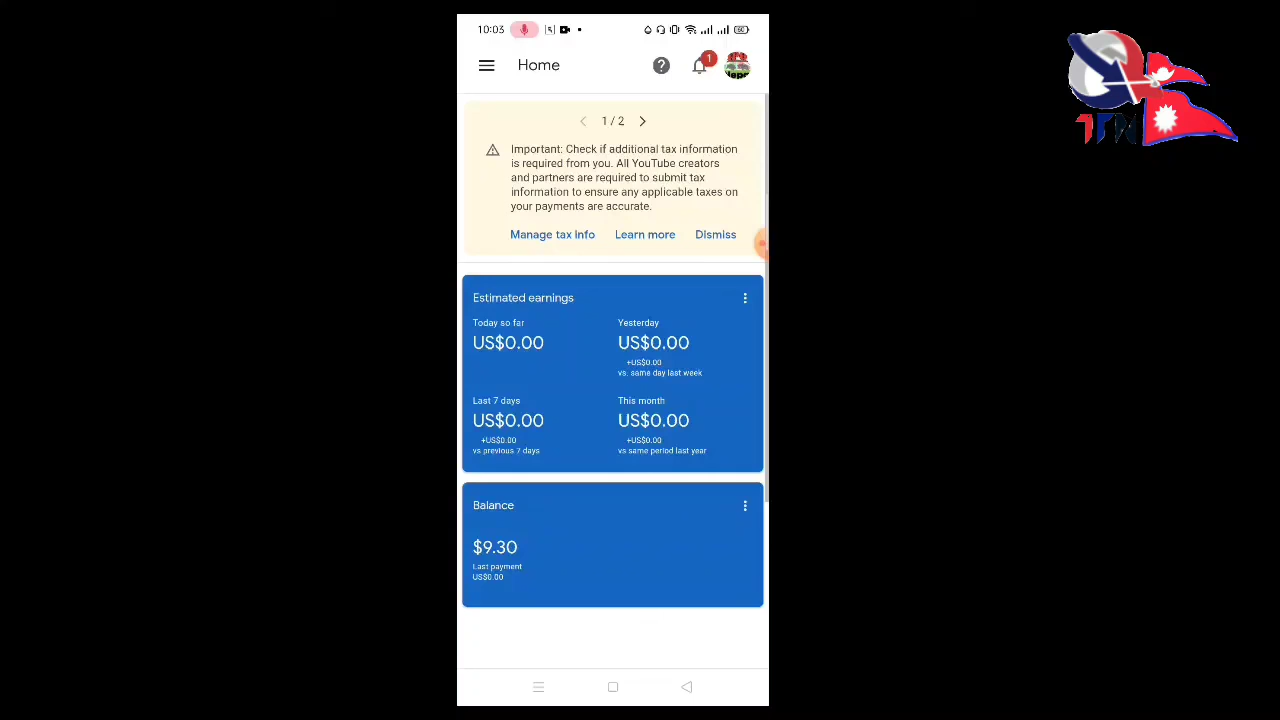 10:03
60
Home
1
1 / 2
Important: Check if additional tax information
is required from you. All YouTube creators
and partners are required to submit tax
information to ensure any applicable taxes on
your payments are accurate.
Manage tax info Learn more Dismiss
Estimated earnings
Today so far
US$0.00
Yesterday
US$0.00
+US$0.00
vs. same day last week
Last 7 days
US$0.00
+US$0.00
vs previous 7 days
This month
US$0.00
+US$0.00
vs same period last year
Balance
$9.30
Last payment
US$0.00
TFN